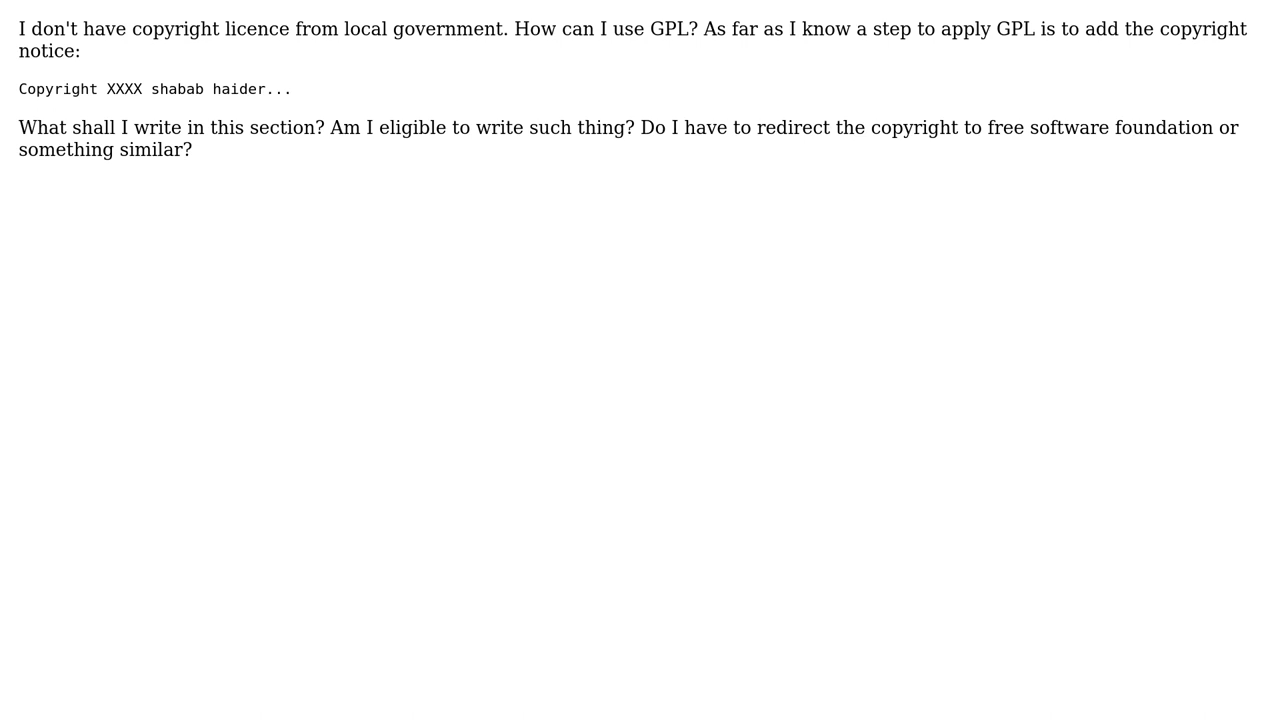 I don't have copyright licence from local government. How can I use GPL? As far as I know a step to apply GPL is to add the copyright
notice:
Copyright XXXX shabab haider...
What shall I write in this section? Am I eligible to write such thing? Do I have to redirect the copyright to free software foundation or
something similar?